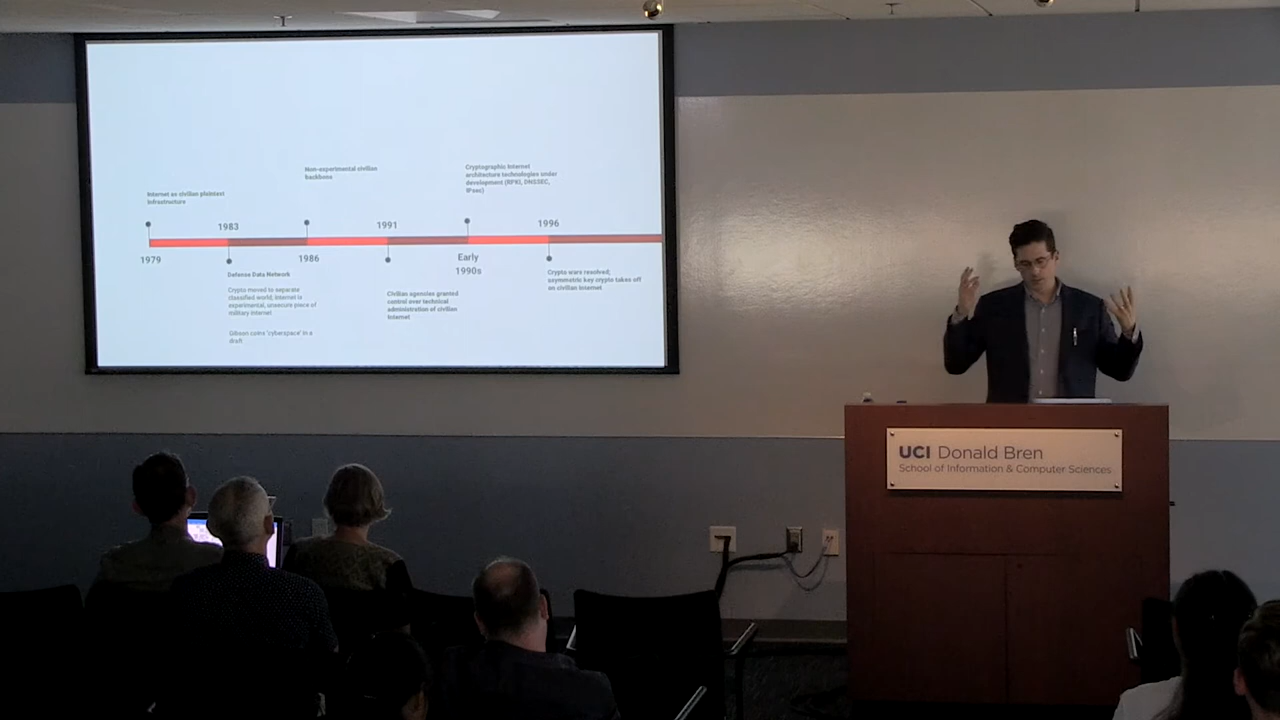 Non-experimental civilian
backbone
Cryptographic Internet
architecture technologies under
development (RPKI, DNSSEC,
IPsec)
Internet as civilian plaintext
infrastructure
1983
1991
1996
1979
1986
Early
1990s
Defense Data Network
Crypto moved to separate
classified world; Internet is
experimental, unsecure piece of
military internet
Gibson coins 'cyberspace' in a
draft
Civilian agencies granted
control over technical
administration of civilian
Internet
Crypto wars resolved;
asymmetric key crypto takes off
on civilian Internet
UCI Donald Bren
School of Information & Computer Sciences